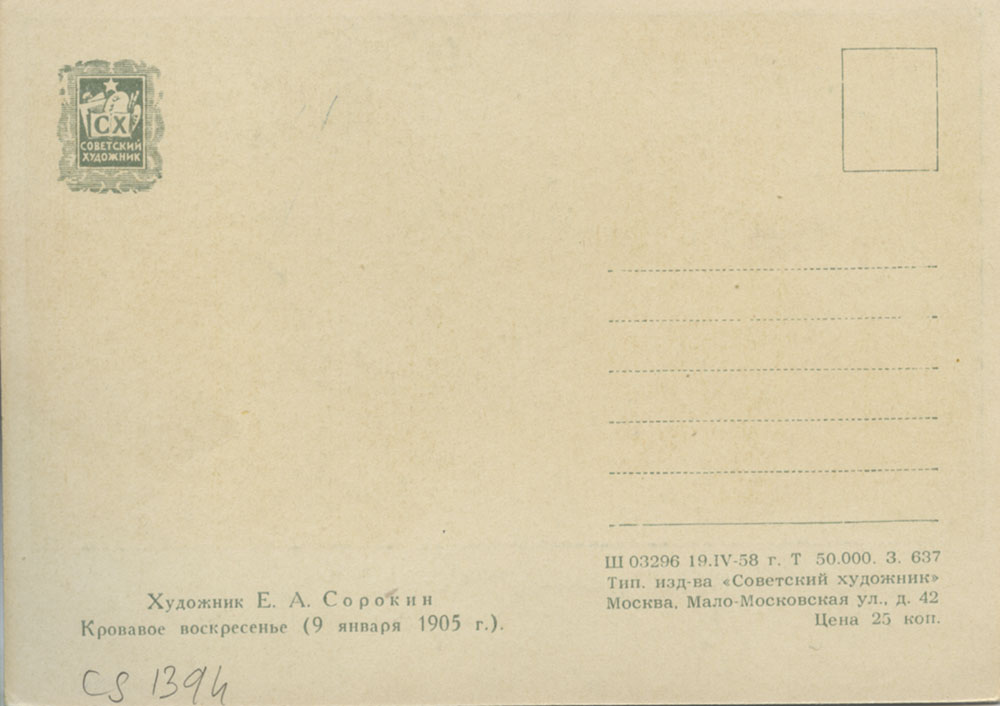 СХ
СОВЕТСКИЙ
ХУДОЖНИК
Ш 03296 19.IV-58 г. Т 50.000. З. 637
Тип. изд-ва «Советский художник»
Москва, Мало-Московская ул., д. 42
Цена 25 коп.
Художник Е. А. Сорокин
Кровавое воскресенье (9 января 1905 г.).
CS 1394